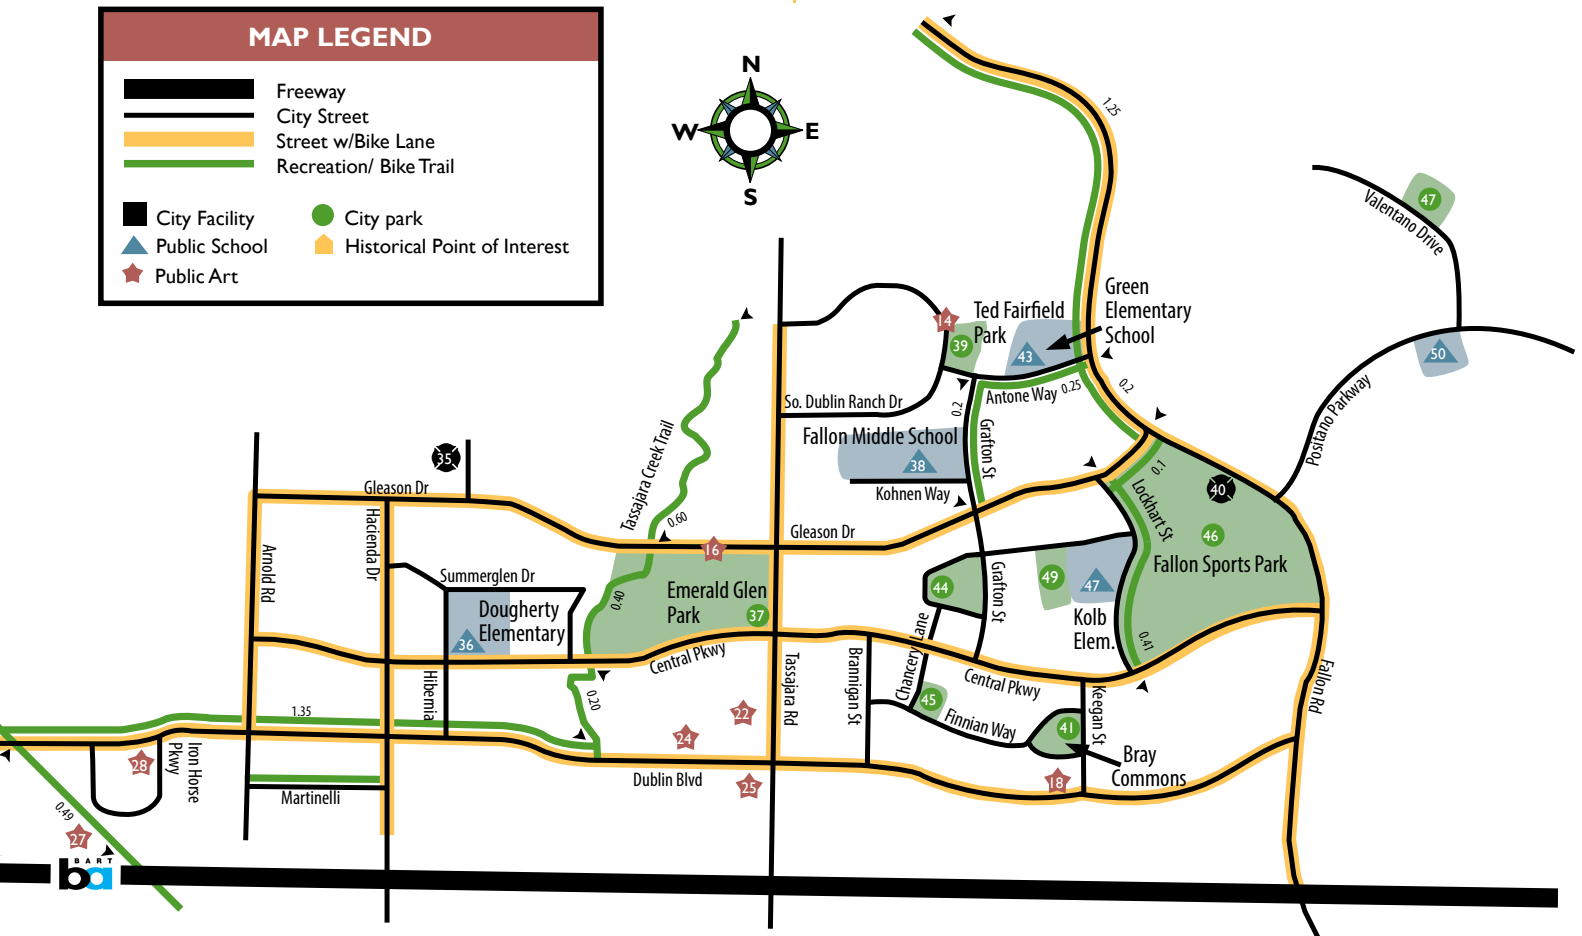 MAP LEGEND
Freeway
City Street
Street w/Bike Lane
Recreation/ Bike Trail
City Facility
City park
Public School
Historical Point of Interest
Public Art
N
W
E
S
1.25
47
Valentano Drive
Green
Elementary
School
Ted Fairfield
Park
14
39
43
50
Positano Parkway
Antone Way
0.25
0.2
0.2
So. Dublin Ranch Dr
Grafton St
Fallon Middle School
38
Kohnen Way
Tassajara Creek Trail
0.60
35
Gleason Dr
Hacienda Dr
Arnold Rd
16
Gleason Dr
0.1
Lockhart St
40
46
Fallon Sports Park
Summerglen Dr
Dougherty
Elementary
36
0.40
Emerald Glen
Park
37
44
Grafton St
49
47
Kolb
Elem.
0.41
Central Pkwy
Hibernia
0.20
Tassajara Rd
Brannigan St
Chancery Lane
45
Central Pkwy
Finnian Way
41
Keegan St
Bray
Commons
Fallon Rd
1.35
22
24
25
18
Dublin Blvd
28
Iron Horse
Pkwy
Martinelli
0.49
27
BART
ba